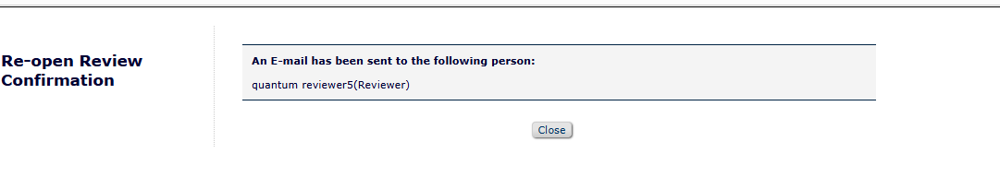 Re-open Review
Confirmation
An E-mail has been sent to the following person:
quantum reviewer5(Reviewer)
Close